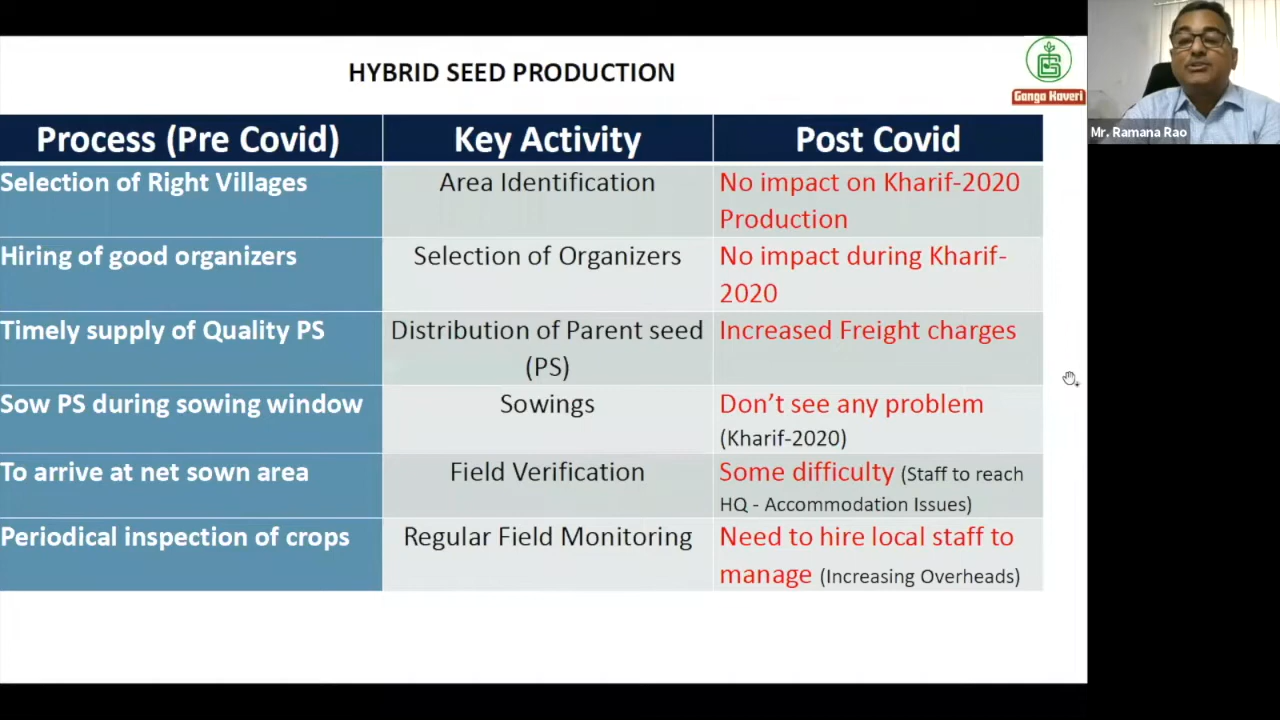 HYBRID SEED PRODUCTION
Ganga Kaveri
Mr. Ramana Rao
Process (Pre Covid) Key Activity Post Covid
Selection of Right Villages Area Identification No impact on Kharif-2020
Production
Hiring of good organizers Selection of Organizers No impact during Kharif-
2020
Timely supply of Quality PS Distribution of Parent seed Increased Freight charges
(PS)
Sow PS during sowing window Sowings Don’t see any problem
(Kharif-2020)
To arrive at net sown area Field Verification Some difficulty (Staff to reach
HQ - Accommodation Issues)
Periodical inspection of crops Regular Field Monitoring Need to hire local staff to
manage (Increasing Overheads)